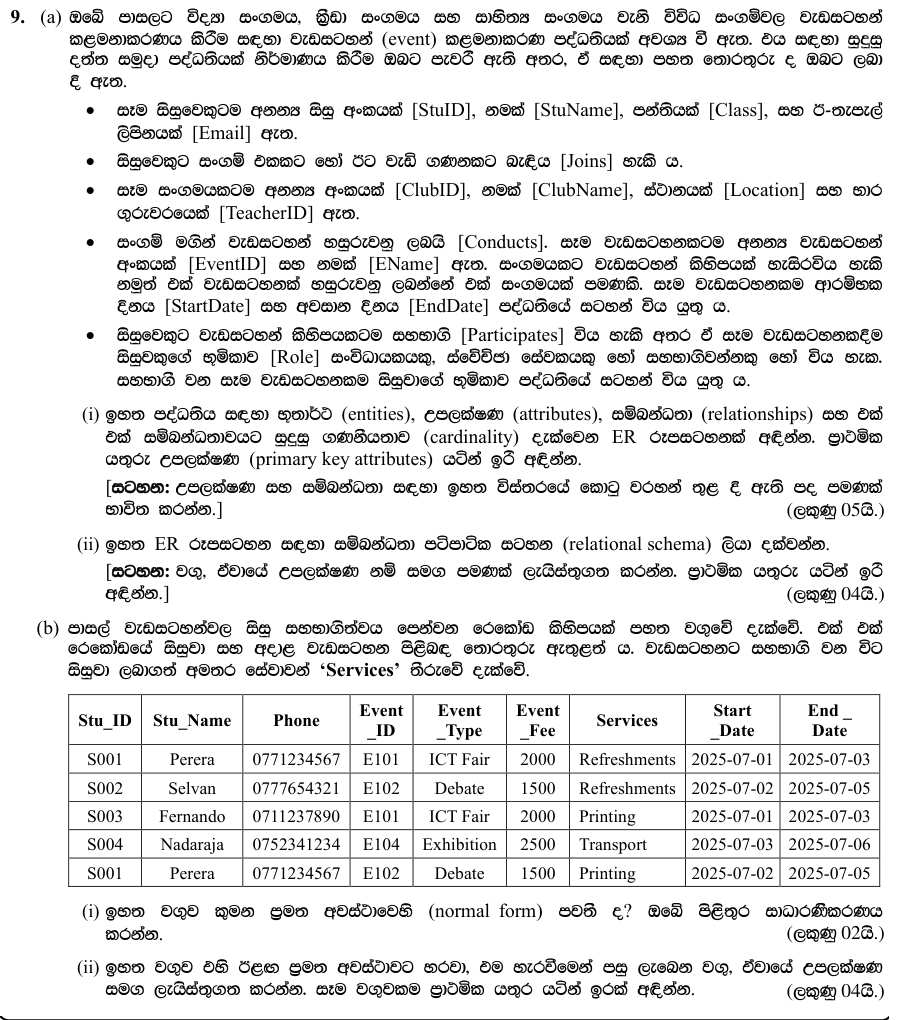 9. (a) ඔබේ පාසලට විද්‍යා සංගමය, ක්‍රීඩා සංගමය සහ සාහිත්‍ය සංගමය වැනි විවිධ සංගම්වල වැඩසටහන්
කළමනාකරණය කිරීම සඳහා වැඩසටහන් (event) කළමනාකරණ පද්ධතියක් අවශ්‍ය වී ඇත. එය සඳහා සුදුසු
දත්ත සමුදා පද්ධතියක් නිර්මාණය කිරීම ඔබට පැවරී ඇති අතර, ඒ සඳහා පහත තොරතුරු ද ඔබට ලබා
දී ඇත.
• සෑම සිසුවෙකුටම අනන්‍ය සිසු අංකයක් [StuID], නමක් [StuName], පන්තියක් [Class], සහ ඊ-තැපැල්
ලිපිනයක් [Email] ඇත.
• සිසුවෙකුට සංගම් එකකට හෝ ඊට වැඩි ගණනකට බැඳිය [Joins] හැකි ය.
• සෑම සංගමයකටම අනන්‍ය අංකයක් [ClubID], නමක් [ClubName], ස්ථානයක් [Location] සහ භාර
ගුරුවරයෙක් [TeacherID] ඇත.
• සංගම් මගින් වැඩසටහන් හසුරුවනු ලබයි [Conducts]. සෑම වැඩසටහනකටම අනන්‍ය වැඩසටහන්
අංකයක් [EventID] සහ නමක් [EName] ඇත. සංගමයකට වැඩසටහන් කිහිපයක් හැසිරවිය හැකි
නමුත් එක් වැඩසටහනක් හසුරුවනු ලබන්නේ එක් සංගමයක් පමණකි. සෑම වැඩසටහනකම ආරම්භක
දිනය [StartDate] සහ අවසාන දිනය [EndDate] පද්ධතියේ සටහන් විය යුතු ය.
• සිසුවෙකුට වැඩසටහන් කිහිපයකටම සහභාගි [Participates] විය හැකි අතර ඒ සෑම වැඩසටහනකදීම
සිසුවකුගේ භූමිකාව [Role] සංවිධායකයකු, ස්වේච්ඡා සේවකයකු හෝ සහභාගිවන්නකු හෝ විය හැක.
සහභාගී වන සෑම වැඩසටහනකම සිසුවාගේ භූමිකාව පද්ධතියේ සටහන් විය යුතු ය.
(i) ඉහත පද්ධතිය සඳහා භූතාර්ථ (entities), උපලක්ෂණ (attributes), සම්බන්ධතා (relationships) සහ එක්
එක් සම්බන්ධතාවයට සුදුසු ගණනීයතාව (cardinality) දැක්වෙන ER රූපසටහනක් අඳින්න. ප්‍රාථමික
යතුරු උපලක්ෂණ (primary key attributes) යටින් ඉරි අඳින්න.
[සටහන: උපලක්ෂණ සහ සම්බන්ධතා සඳහා ඉහත විස්තරයේ කොටු වරහන් තුළ දී ඇති පද පමණක්
භාවිත කරන්න.] (ලකුණු 05යි.)
(ii) ඉහත ER රූපසටහන සඳහා සම්බන්ධතා පටිපාටික සටහන (relational schema) ලියා දක්වන්න.
[සටහන: වගු, ඒවායේ උපලක්ෂණ නම් සමග පමණක් ලැයිස්තුගත කරන්න. ප්‍රාථමික යතුරු යටින් ඉරි
අඳින්න.] (ලකුණු 04යි.)
(b) පාසල් වැඩසටහන්වල සිසු සහභාගිත්වය පෙන්වන රෙකෝඩ කිහිපයක් පහත වගුවේ දැක්වේ. එක් එක්
රෙකෝඩයේ සිසුවා සහ අදාළ වැඩසටහන පිළිබඳ තොරතුරු ඇතුළත් ය. වැඩසටහනට සහභාගි වන විට
සිසුවා ලබාගත් අමතර සේවාවන් ‘Services’ තීරුවේ දැක්වේ.
Stu_ID Stu_Name Phone Event_ID Event_Type Event_Fee Services Start_Date End_Date
S001 Perera 0771234567 E101 ICT Fair 2000 Refreshments 2025-07-01 2025-07-03
S002 Selvan 0777654321 E102 Debate 1500 Refreshments 2025-07-02 2025-07-05
S003 Fernando 0711237890 E101 ICT Fair 2000 Printing 2025-07-01 2025-07-03
S004 Nadaraja 0752341234 E104 Exhibition 2500 Transport 2025-07-03 2025-07-06
S001 Perera 0771234567 E102 Debate 1500 Printing 2025-07-02 2025-07-05
(i) ඉහත වගුව කුමන ප්‍රමත අවස්ථාවෙහි (normal form) පවතී ද? ඔබේ පිළිතුර සාධාරණීකරණය
කරන්න. (ලකුණු 02යි.)
(ii) ඉහත වගුව එහි ඊළඟ ප්‍රමත අවස්ථාවට හරවා, එම හැරවීමෙන් පසු ලැබෙන වගු, ඒවායේ උපලක්ෂණ
සමග ලැයිස්තුගත කරන්න. සෑම වගුවකම ප්‍රාථමික යතුර යටින් ඉරක් අඳින්න. (ලකුණු 04යි.)